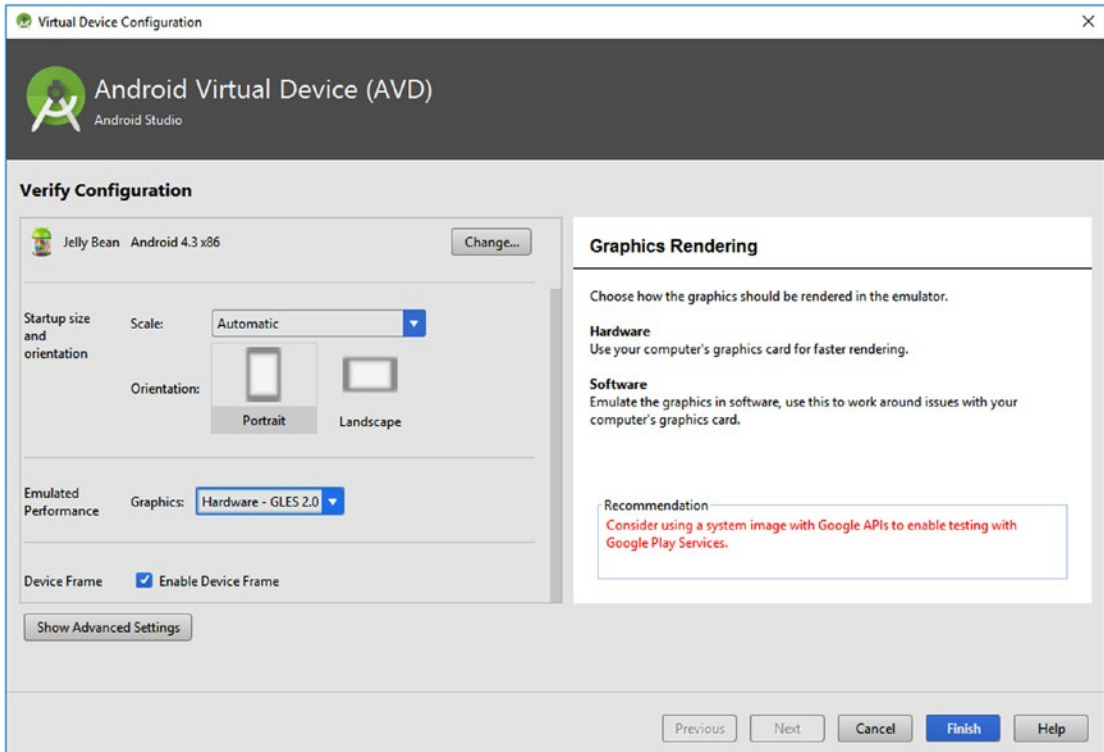 Virtual Device Configuration
Android Virtual Device (AVD)
Android Studio
Verify Configuration
Jelly Bean Android 4.3 x86
Change...
Startup size
and
orientation
Scale:
Automatic
Orientation:
Portrait
Landscape
Emulated
Performance
Graphics:
Hardware - GLES 2.0
Device Frame
Enable Device Frame
Show Advanced Settings
Graphics Rendering
Choose how the graphics should be rendered in the emulator.
Hardware
Use your computer's graphics card for faster rendering.
Software
Emulate the graphics in software, use this to work around issues with your
computer's graphics card.
Recommendation
Consider using a system image with Google APIs to enable testing with
Google Play Services.
Previous
Next
Cancel
Finish
Help